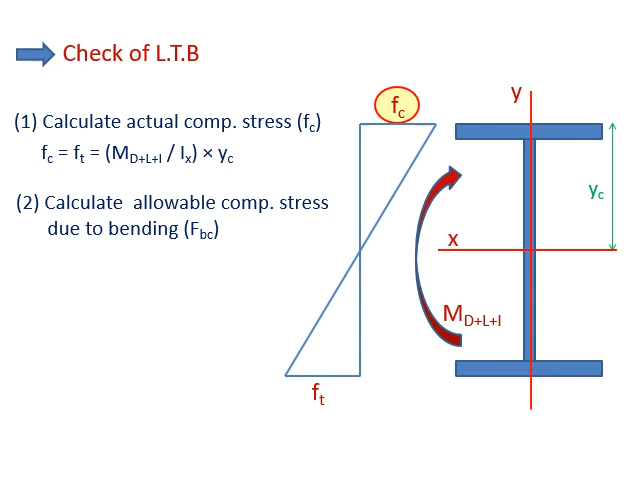 Check of L.T.B
(1) Calculate actual comp. stress (fc)
fc = ft = (MD+L+I / Ix) × yc
(2) Calculate allowable comp. stress
due to bending (Fbc)
fc
y
yc
x
MD+L+I
ft